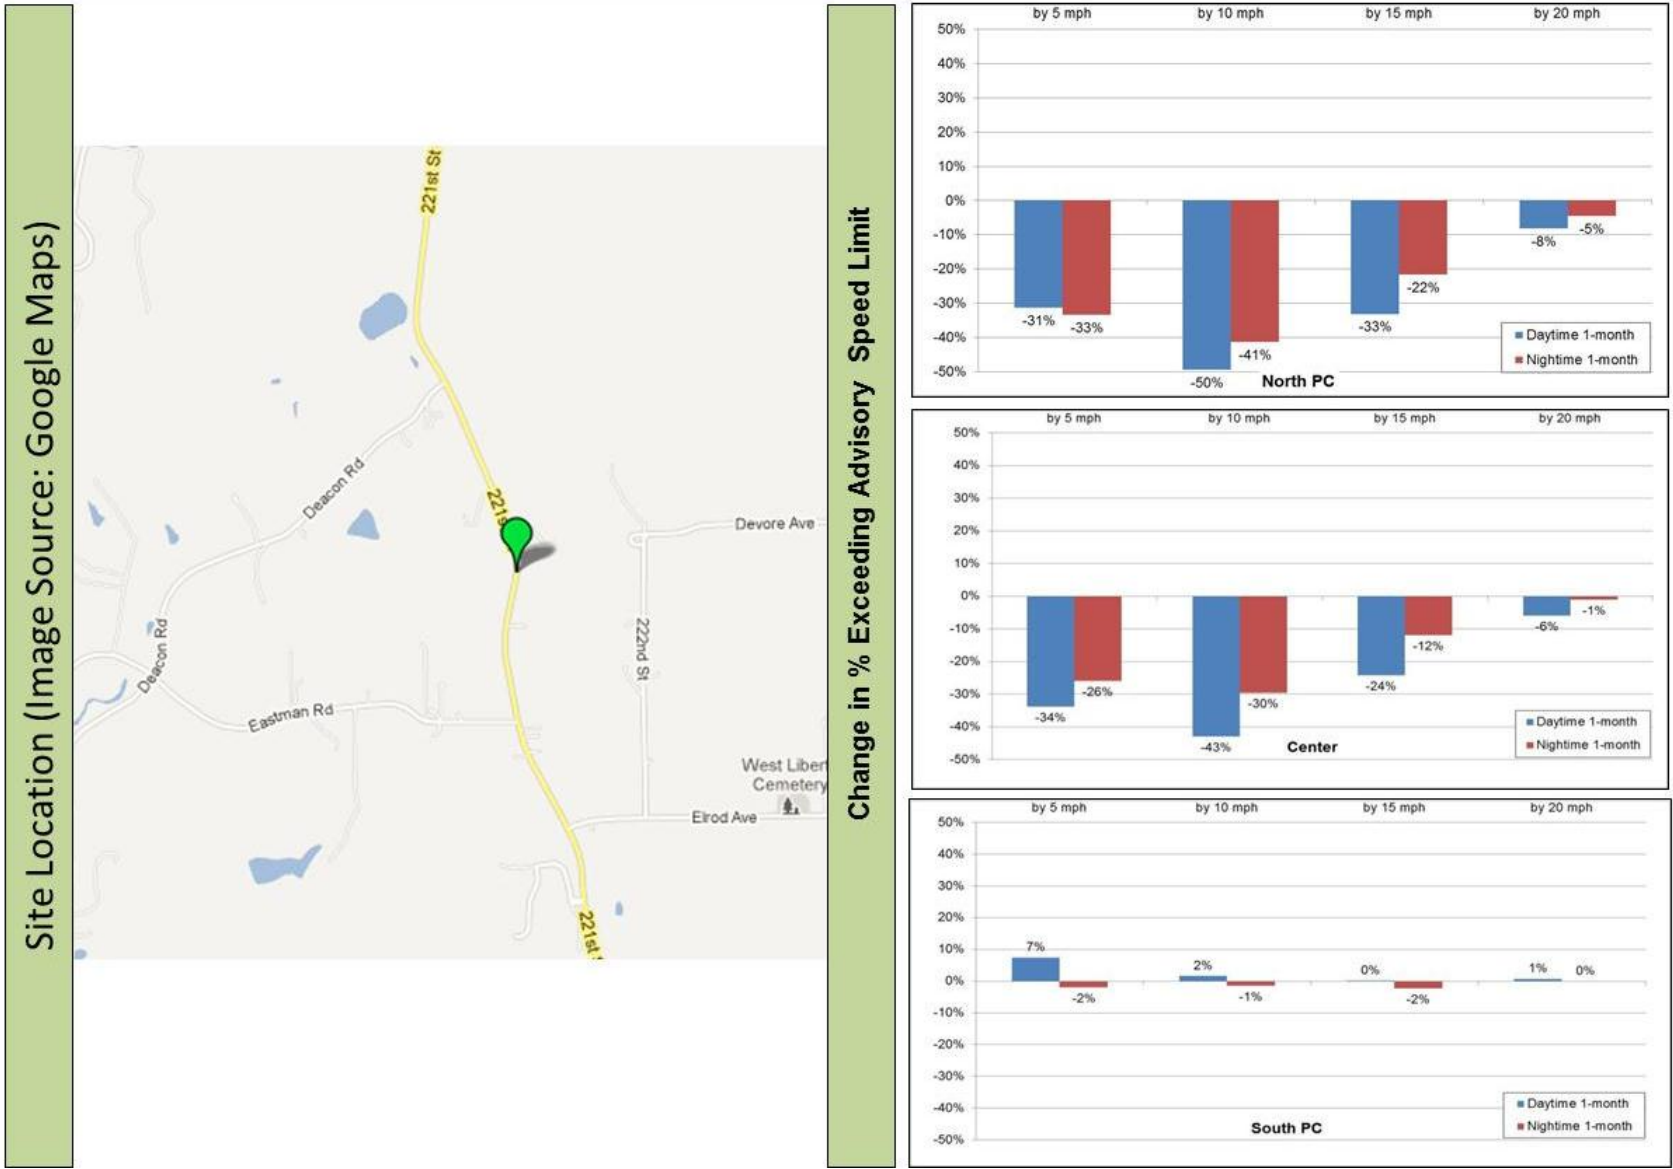 Site Location (Image Source: Google Maps)
221st St
Deacon Rd
221s
Devore Ave
Deacon Rd
222nd St
Eastman Rd
West Liber
Cemetery
Elrod Ave
221st S
Change in % Exceeding Advisory Speed Limit
by 5 mph by 10 mph by 15 mph by 20 mph
50%
40%
30%
20%
10%
0%
-10%
-20%
-30%
-40%
-50%
-31%
-33%
-50%
-41%
-33%
-22%
-8%
-5%
Daytime 1-month
Nightime 1-month
North PC
by 5 mph by 10 mph by 15 mph by 20 mph
50%
40%
30%
20%
10%
0%
-10%
-20%
-30%
-40%
-50%
-34%
-26%
-43%
-30%
-24%
-12%
-6%
-1%
Daytime 1-month
Nightime 1-month
Center
by 5 mph by 10 mph by 15 mph by 20 mph
50%
40%
30%
20%
10%
0%
-10%
-20%
-30%
-40%
-50%
7%
-2%
2%
-1%
0%
-2%
1%
0%
Daytime 1-month
Nightime 1-month
South PC